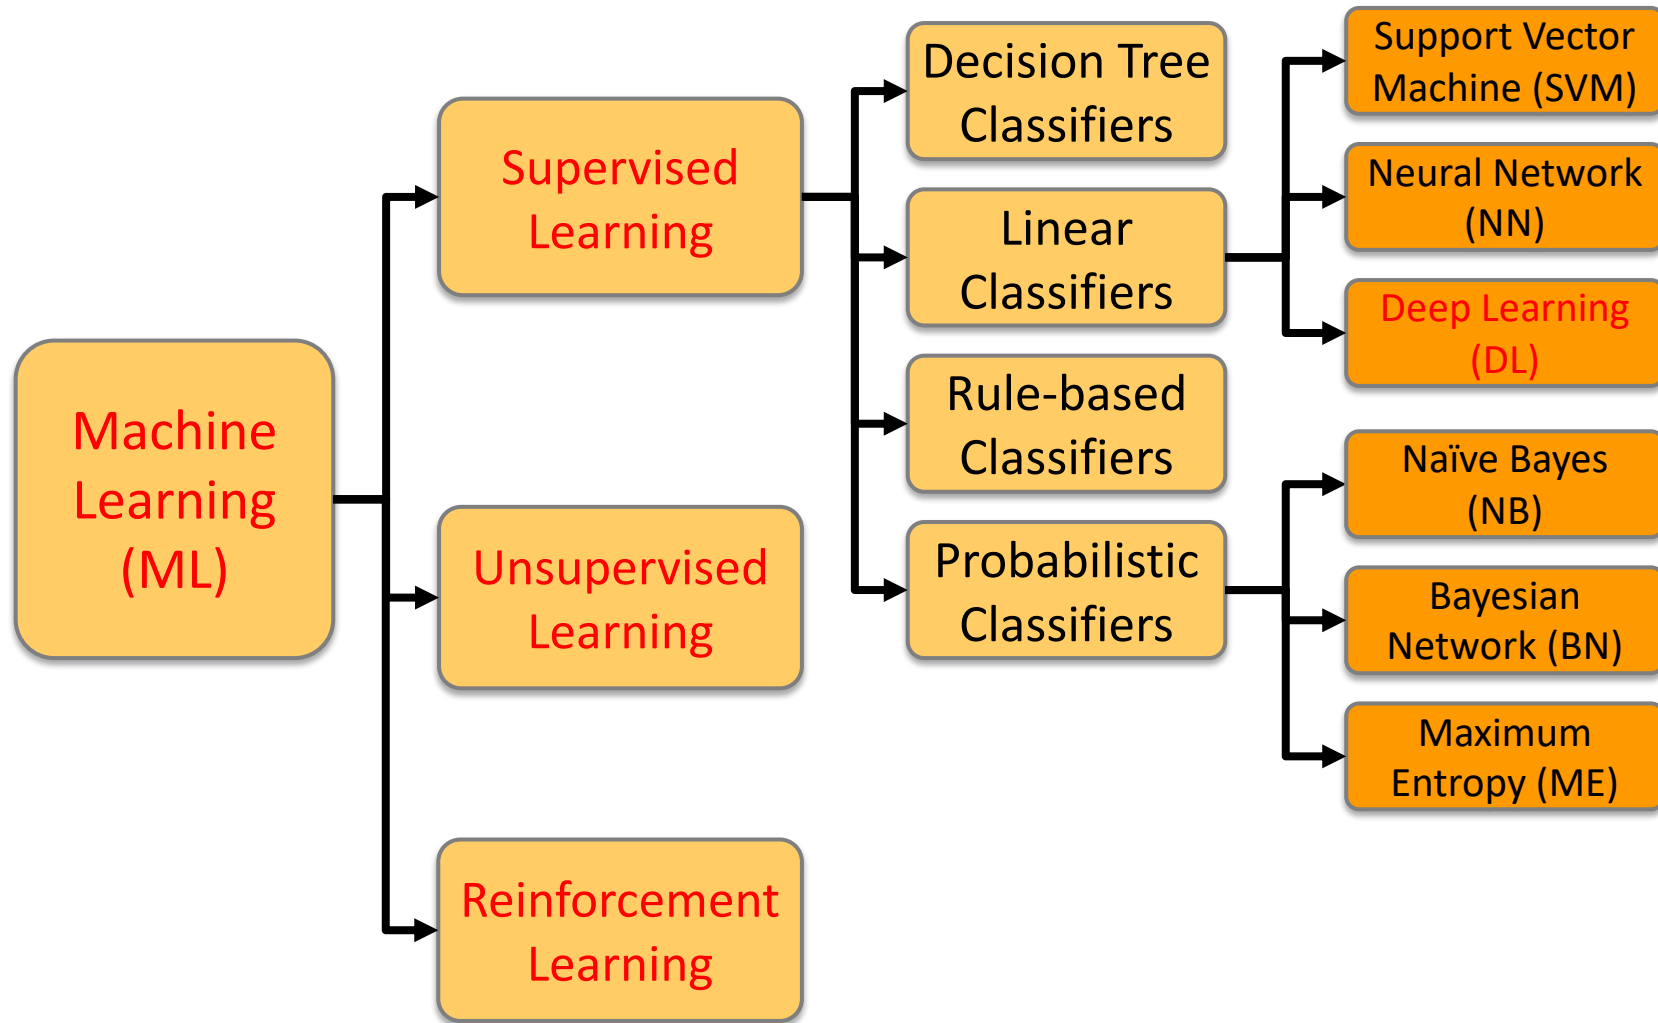 Machine
Learning
(ML)
Supervised
Learning
Unsupervised
Learning
Reinforcement
Learning
Decision Tree
Classifiers
Linear
Classifiers
Rule-based
Classifiers
Probabilistic
Classifiers
Support Vector
Machine (SVM)
Neural Network
(NN)
Deep Learning
(DL)
Naïve Bayes
(NB)
Bayesian
Network (BN)
Maximum
Entropy (ME)